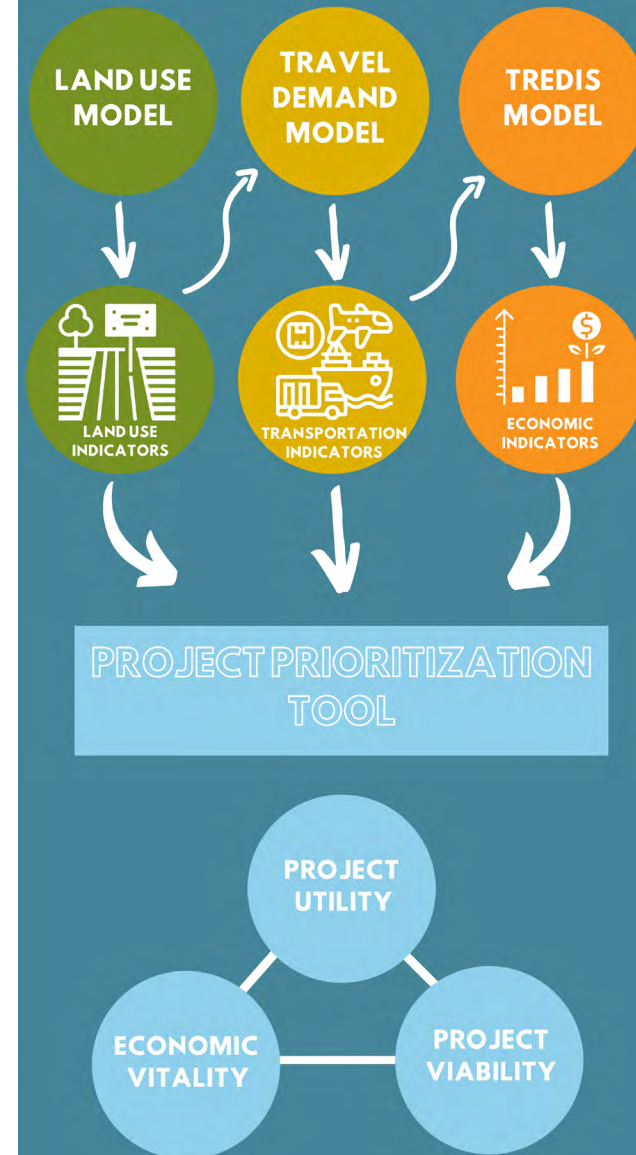 LAND USE
MODEL
TRAVEL
DEMAND
MODEL
TREDIS
MODEL
LAND USE
INDICATORS
TRANSPORTATION
INDICATORS
$
ECONOMIC
INDICATORS
PROJECT PRIORITIZATION
TOOL
PROJECT
UTILITY
ECONOMIC
VITALITY
PROJECT
VIABILITY